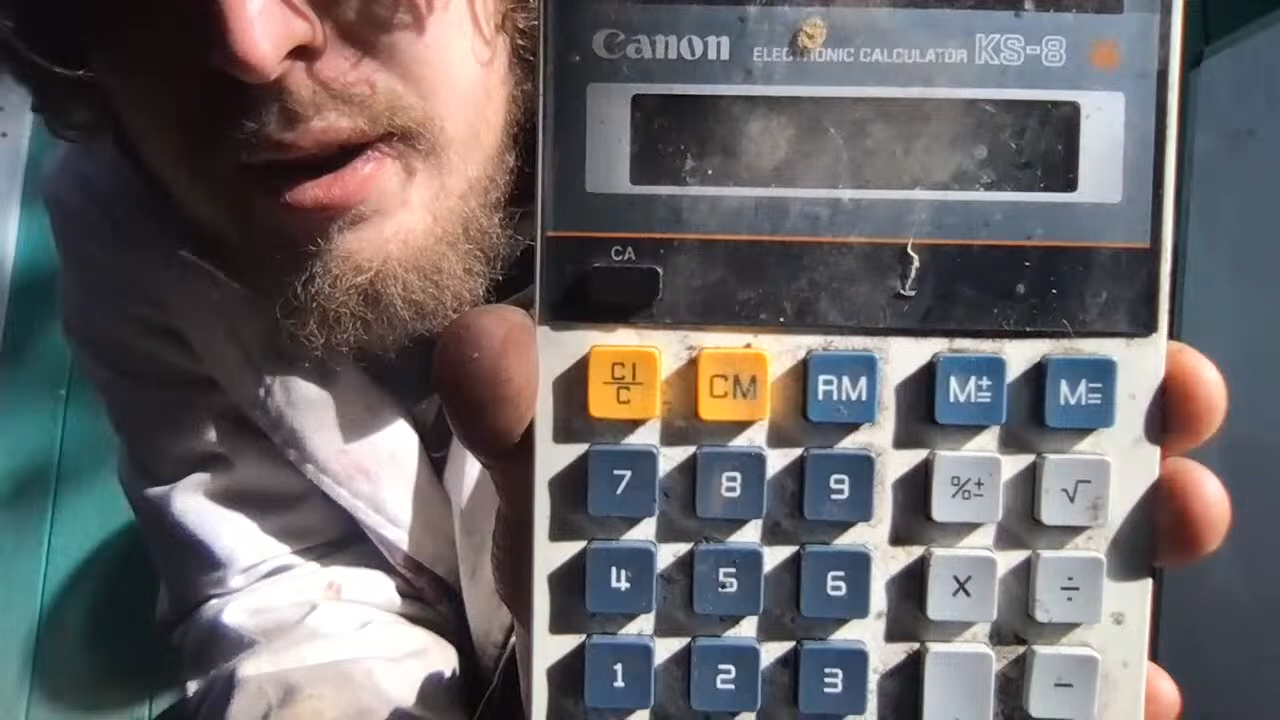 Canon ELECTRONIC CALCULATOR KS-8
CA
CI/C CM RM M± M=
7 8 9 %± √
4 5 6 × ÷
1 2 3 −